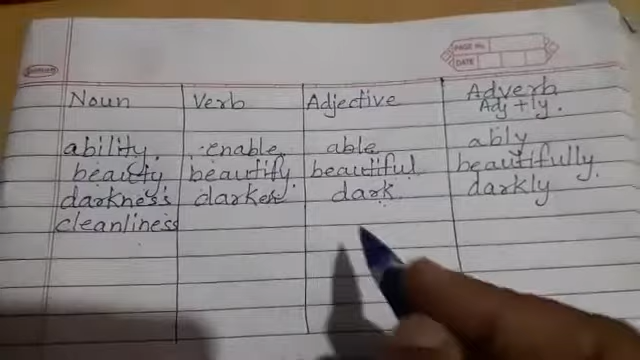 PAGE No.
DATE
Noun Verb Adjective Adverb
Adj + ly.
ability. enable able ably
beauty beautify. beautiful beautifully.
darkness darken dark darkly
cleanliness